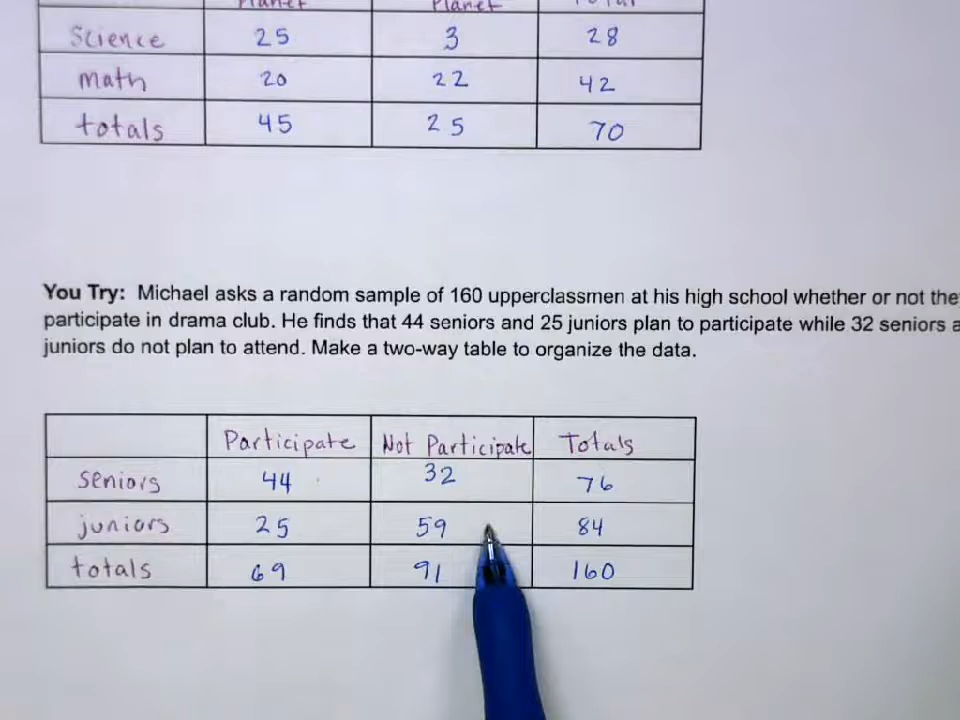 Planet Planet Total
Science 25 3 28
math 20 22 42
totals 45 25 70
You Try: Michael asks a random sample of 160 upperclassmen at his high school whether or not the
participate in drama club. He finds that 44 seniors and 25 juniors plan to participate while 32 seniors a
juniors do not plan to attend. Make a two-way table to organize the data.
Participate Not Participate Totals
seniors 44 32 76
juniors 25 59 84
totals 69 91 160